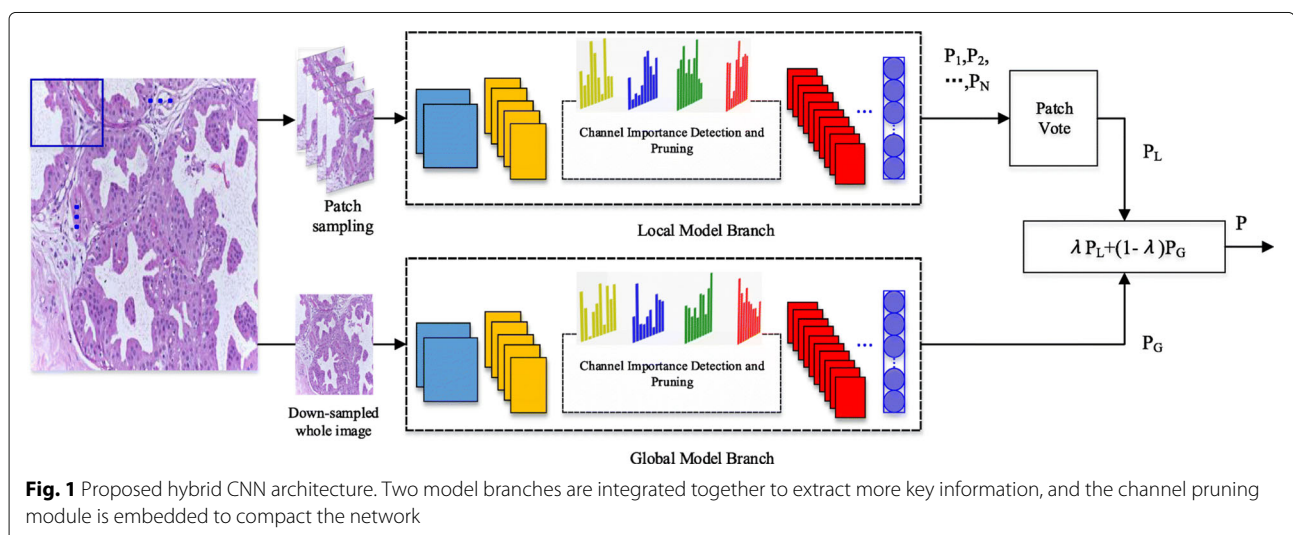 P1,P2,
…,PN
Patch
Vote
Channel Importance Detection and
Pruning
...
PL
Patch
sampling
Local Model Branch
P
λ PL+(1- λ)PG
Channel Importance Detection and
Pruning
...
PG
Down-sampled
whole image
Global Model Branch
Fig. 1 Proposed hybrid CNN architecture. Two model branches are integrated together to extract more key information, and the channel pruning
module is embedded to compact the network